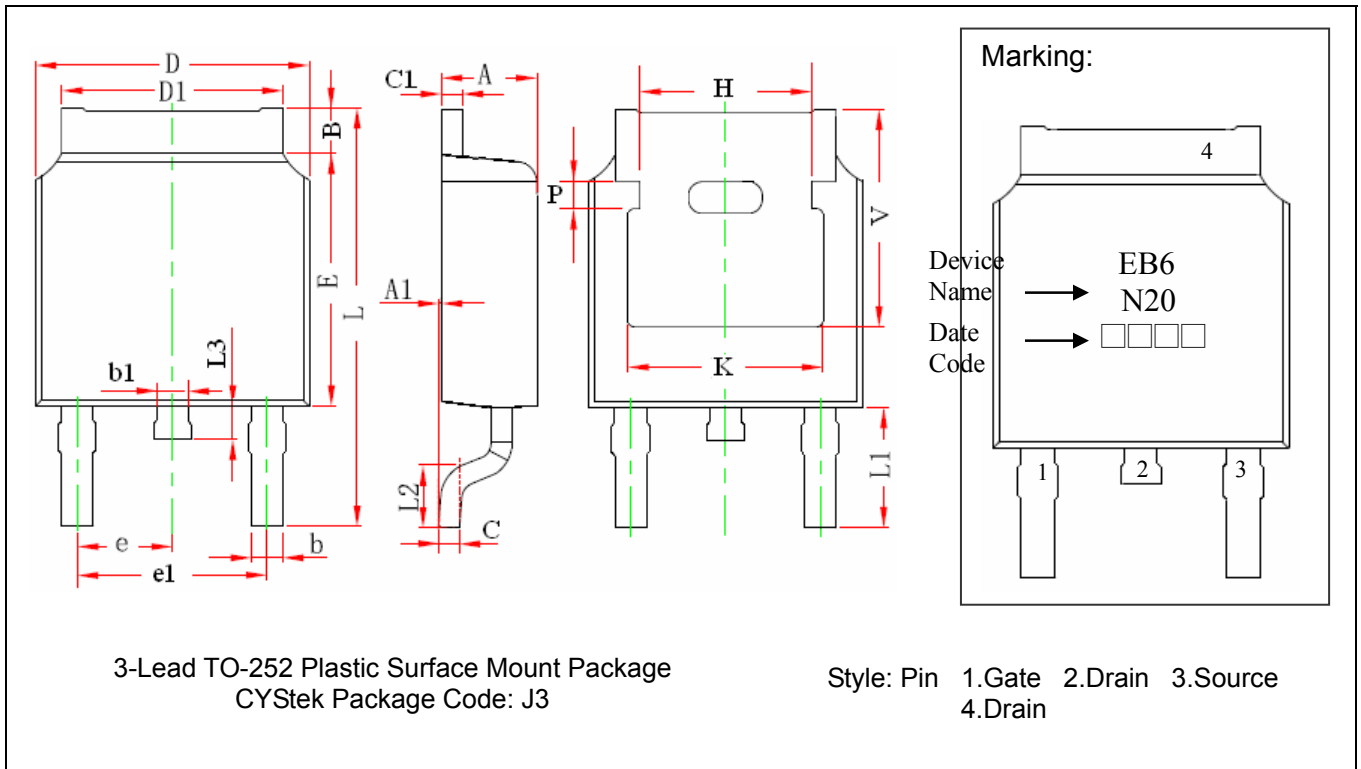 D
D1
B
E
L
L3
b1
e
e1
b
C1
A
A1
L2
C
H
P
V
K
L1
Marking:
4
Device
Name
EB6
N20
Date
Code
□□□□
1
2
3
3-Lead TO-252 Plastic Surface Mount Package
CYStek Package Code: J3
Style: Pin 1.Gate 2.Drain 3.Source
4.Drain